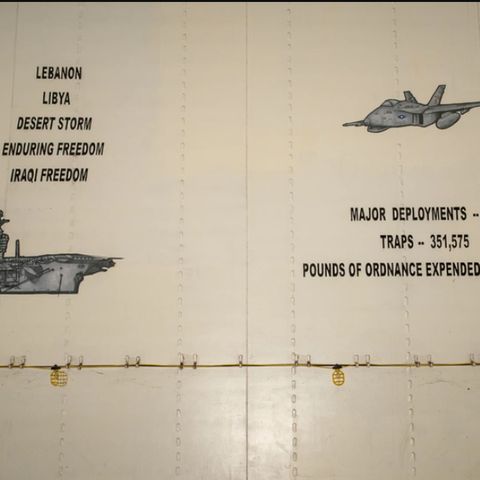 LEBANON
LIBYA
DESERT STORM
ENDURING FREEDOM
IRAQI FREEDOM
MAJOR DEPLOYMENTS --
TRAPS -- 351,575
POUNDS OF ORDNANCE EXPENDED